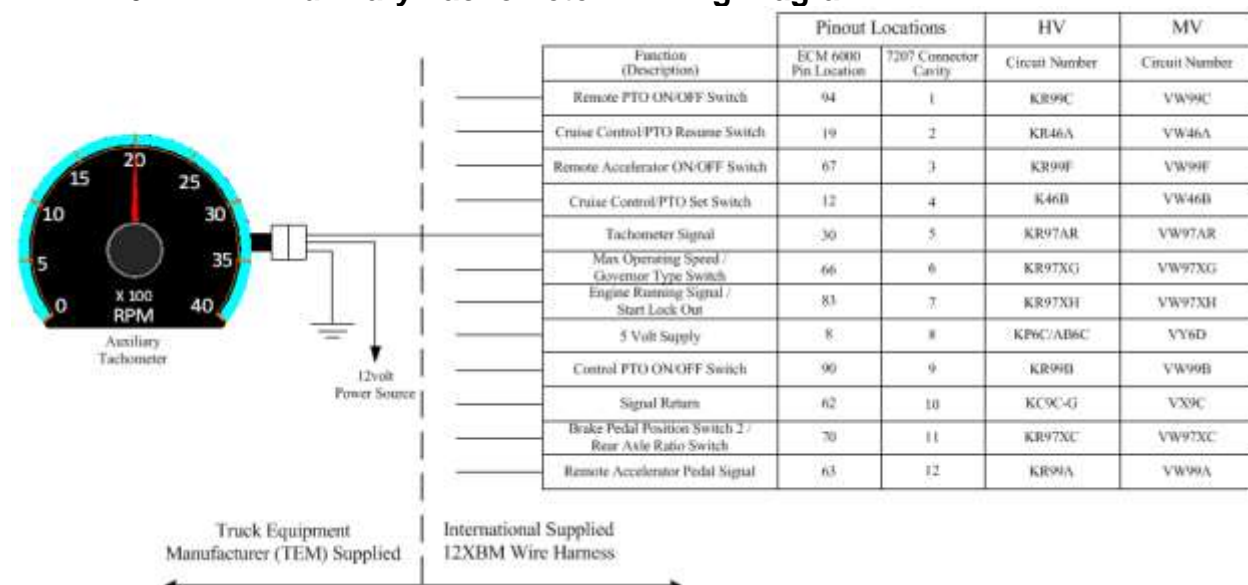 Pinout Locations HV MV
Function
(Description)
ECM 6000
Pin Location
7207 Connector
Cavity
Circuit Number Circuit Number
Remote PTO ON/OFF Switch 94 1 KR99C VW99C
Cruise Control/PTO Resume Switch 19 2 KR46A VW46A
Remote Accelerator ON/OFF Switch 67 3 KR99F VW99F
Cruise Control/PTO Set Switch 12 4 K46B VW46B
Tachometer Signal 30 5 KR97AR VW97AR
Max Operating Speed /
Governor Type Switch
66 6 KR97XG VW97XG
Engine Running Signal /
Start Lock Out
83 7 KR97XH VW97XH
5 Volt Supply 8 8 KP6C/AB6C VY6D
Control PTO ON/OFF Switch 90 9 KR99B VW99B
Signal Return 62 10 KC9C-G VX9C
Brake Pedal Position Switch 2 /
Rear Axle Ratio Switch
70 11 KR97XC VW97XC
Remote Accelerator Pedal Signal 63 12 KR99A VW99A
0
5
10
15
20
25
30
35
40
X 100
RPM
Auxiliary
Tachometer
12volt
Power Source
Truck Equipment
Manufacturer (TEM) Supplied
International Supplied
12XBM Wire Harness